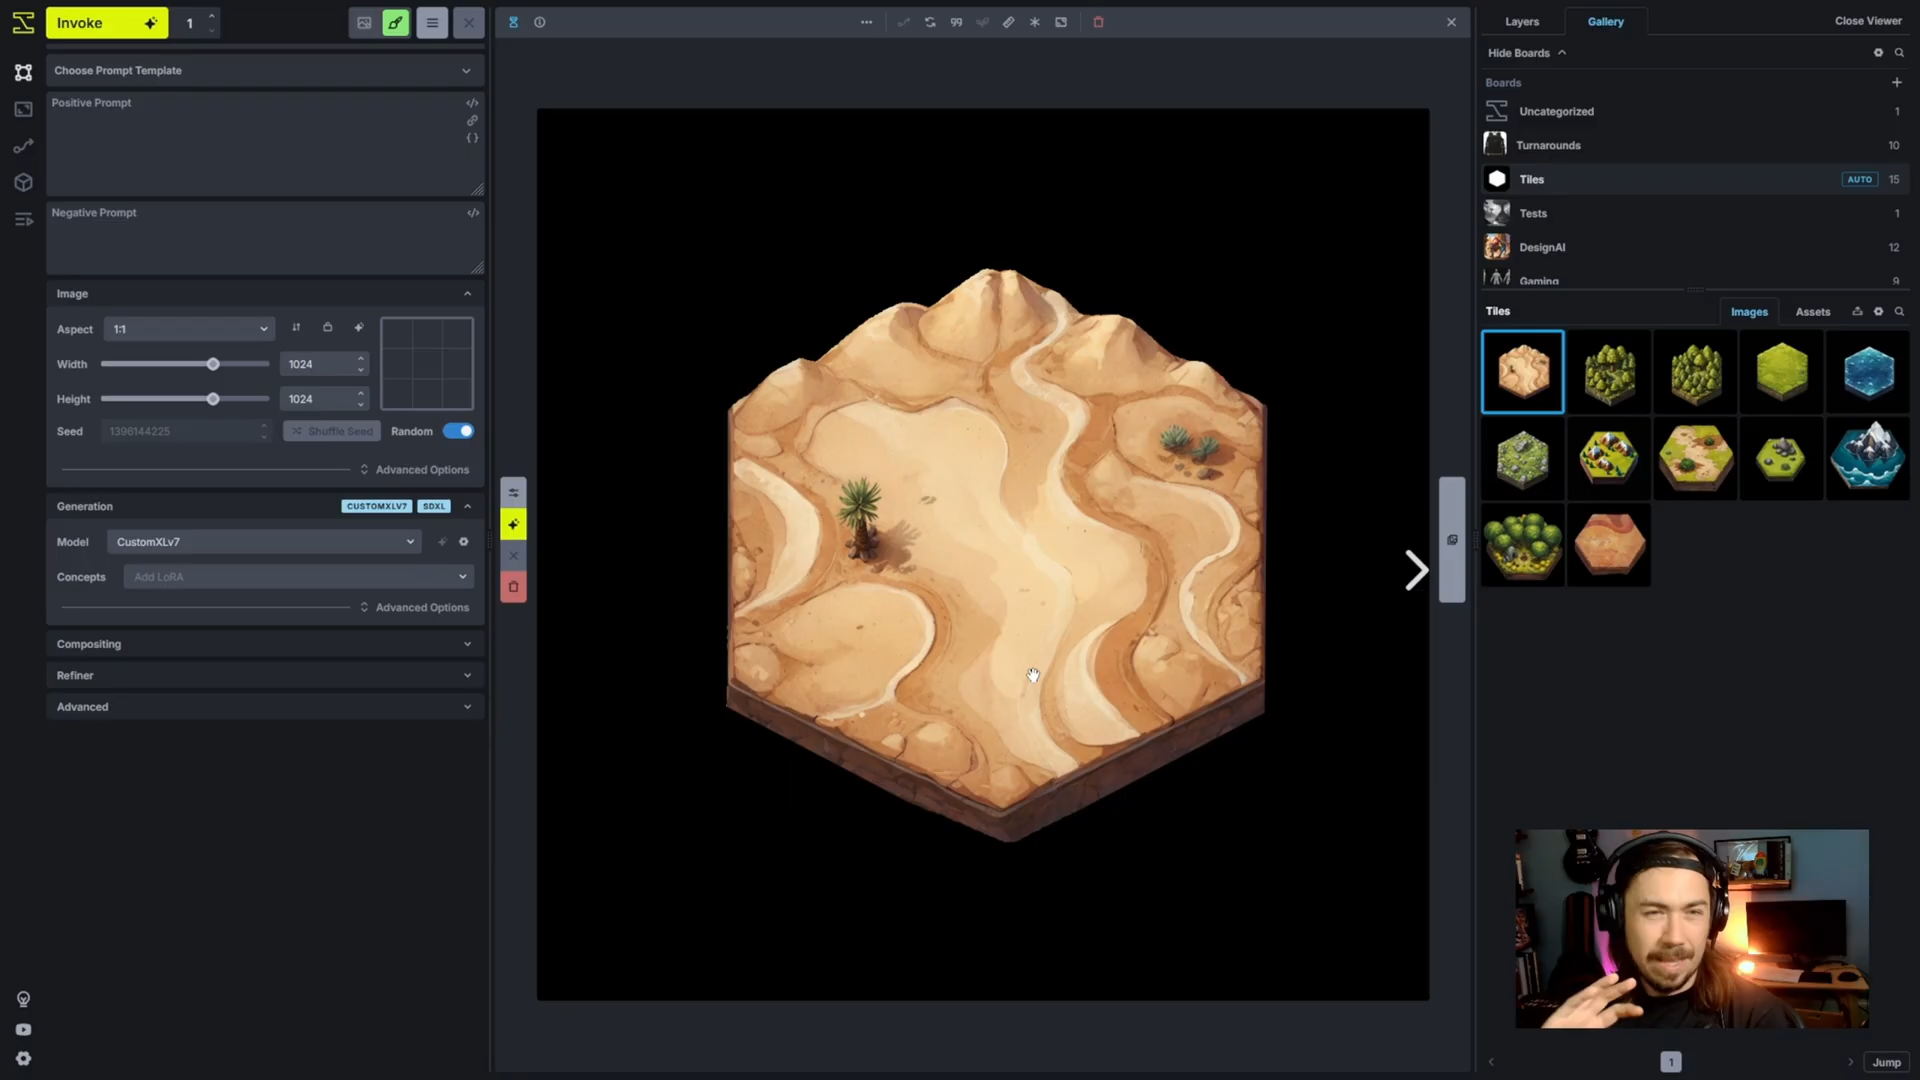 Invoke
1
Layers
Gallery
Close Viewer
Choose Prompt Template
Positive Prompt
Negative Prompt
Image
Aspect
1:1
Width
1024
Height
1024
Seed
1396144225
Shuffle Seed
Random
Advanced Options
Generation
CUSTOMXLV7
SDXL
Model
CustomXLv7
Concepts
Add LoRA
Advanced Options
Compositing
Refiner
Advanced
Hide Boards
Boards
Uncategorized
1
Turnarounds
10
Tiles
AUTO
15
Tests
1
DesignAI
12
Gaming
9
Tiles
Images
Assets
1
Jump